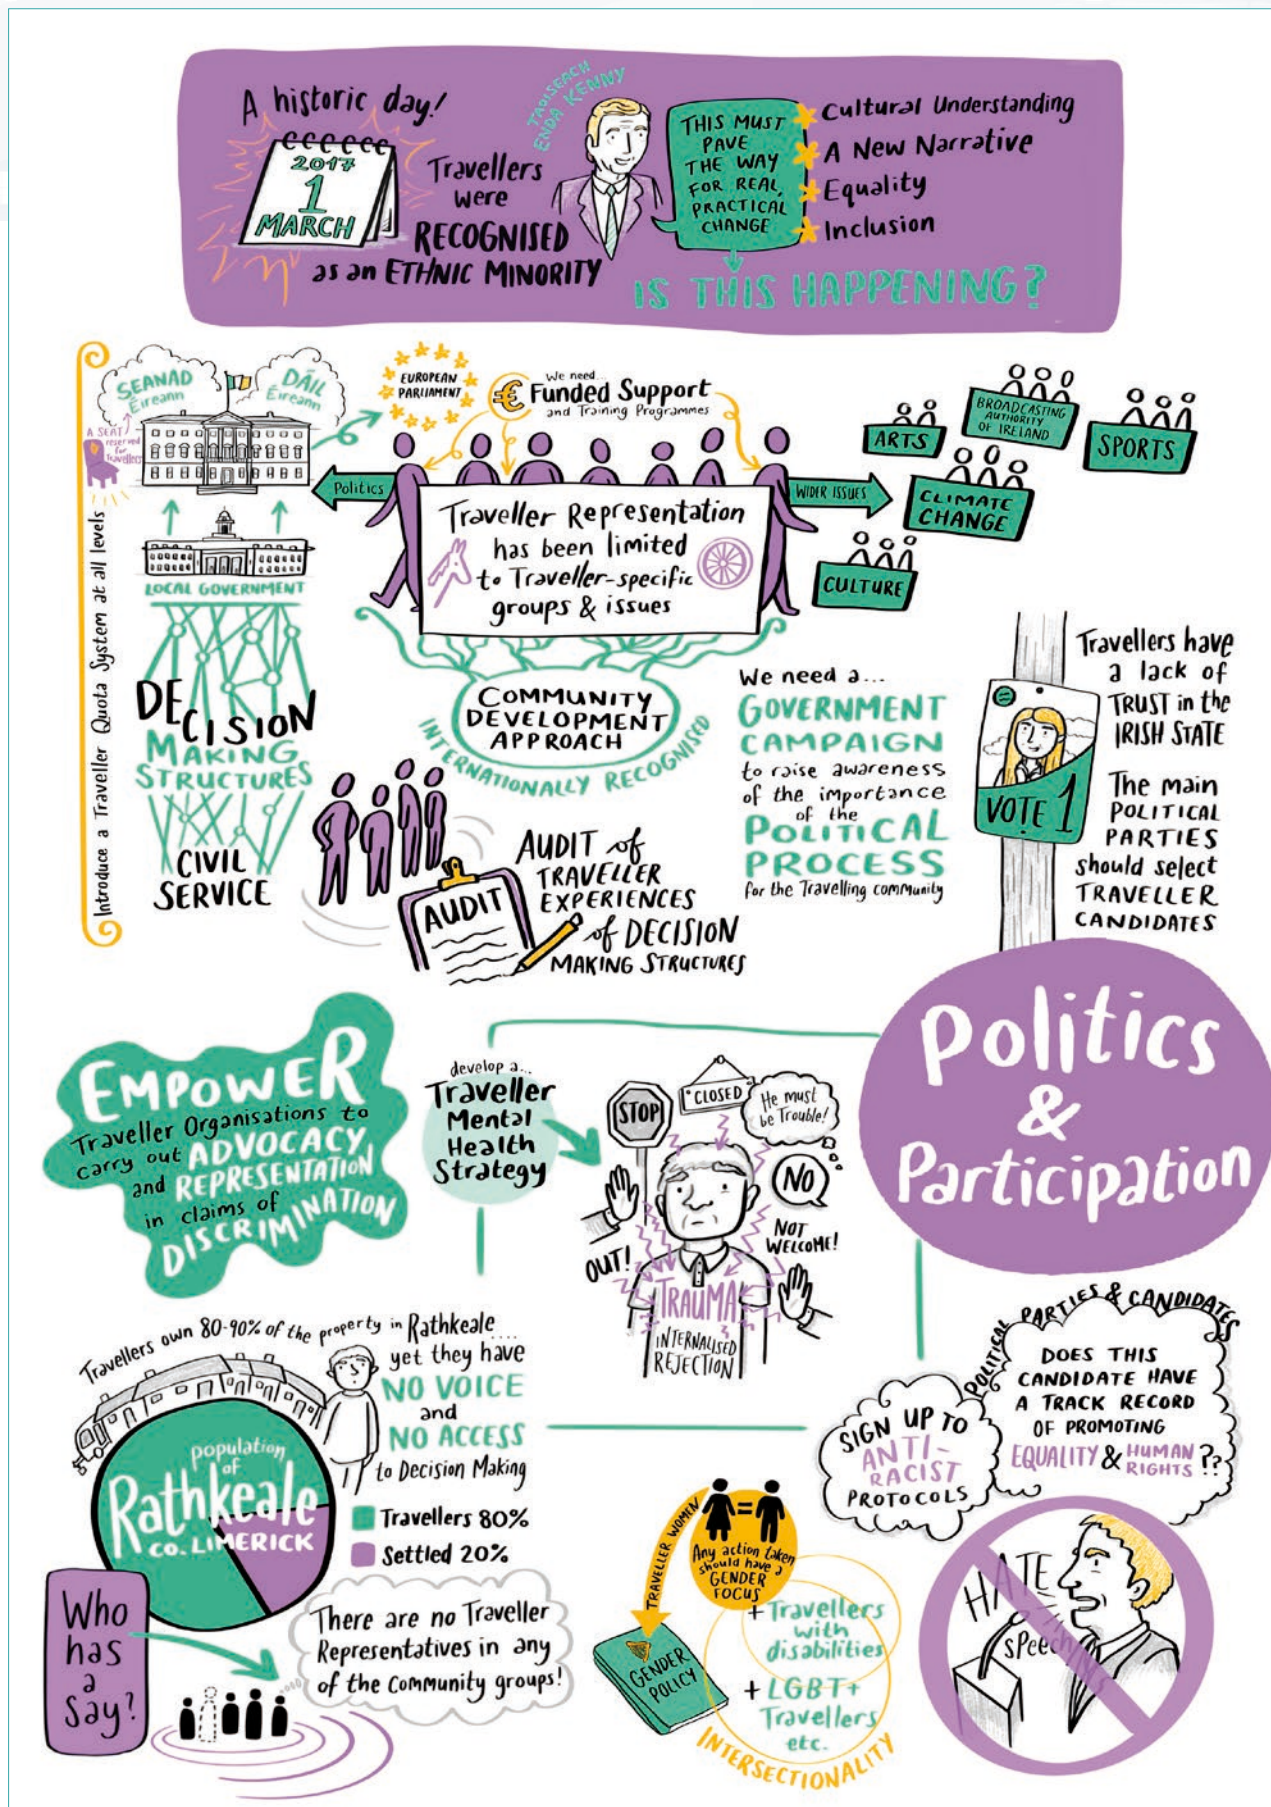 A historic day!
2017
1
MARCH
Travellers
were
RECOGNISED
as an ETHNIC MINORITY
TAOISEACH
ENDA KENNY
THIS MUST
PAVE
THE WAY
FOR REAL,
PRACTICAL
CHANGE
Cultural Understanding
A New Narrative
Equality
Inclusion
IS THIS HAPPENING?
Introduce a Traveller Quota System at all levels
SEANAD
Éireann
DÁIL
Éireann
A SEAT
reserved
for
Travellers
LOCAL GOVERNMENT
DECISION
MAKING
STRUCTURES
CIVIL
SERVICE
EUROPEAN
PARLIAMENT
€
We need...
Funded Support
and Training Programmes
Politics
Traveller Representation
has been limited
to Traveller-specific
groups & issues
WIDER ISSUES
ARTS
BROADCASTING
AUTHORITY
OF IRELAND
SPORTS
CLIMATE
CHANGE
CULTURE
COMMUNITY
DEVELOPMENT
APPROACH
INTERNATIONALLY RECOGNISED
AUDIT
AUDIT of
TRAVELLER
EXPERIENCES
of DECISION
MAKING STRUCTURES
We need a...
GOVERNMENT
CAMPAIGN
to raise awareness
of the importance
of the
POLITICAL
PROCESS
for the Travelling community
VOTE 1
Travellers have
a lack of
TRUST in the
IRISH STATE
The main
POLITICAL
PARTIES
should select
TRAVELLER
CANDIDATES
Politics
&
Participation
EMPOWER
Traveller Organisations to
carry out ADVOCACY
and REPRESENTATION
in claims of
DISCRIMINATION
develop a...
Traveller
Mental
Health
Strategy
STOP
CLOSED
He must
be Trouble!
NO
NOT
WELCOME!
OUT!
TRAUMA
INTERNALISED
REJECTION
Travellers own 80-90% of the property in Rathkeale....
yet they have
NO VOICE
and
NO ACCESS
to Decision Making
population
of
Rathkeale
CO. LIMERICK
Travellers 80%
Settled 20%
Who
has
a
Say?
There are no Traveller
Representatives in any
of the Community groups!
TRAVELLER WOMEN
=
Any action taken
should have a
GENDER
FOCUS
GENDER
POLICY
+ Travellers
with
disabilities
+ LGBT+
Travellers
etc.
INTERSECTIONALITY
POLITICAL PARTIES & CANDIDATES
SIGN UP TO
ANTI-
RACIST
PROTOCOLS
DOES THIS
CANDIDATE HAVE
A TRACK RECORD
OF PROMOTING
EQUALITY & HUMAN
RIGHTS ??
HATE
speech